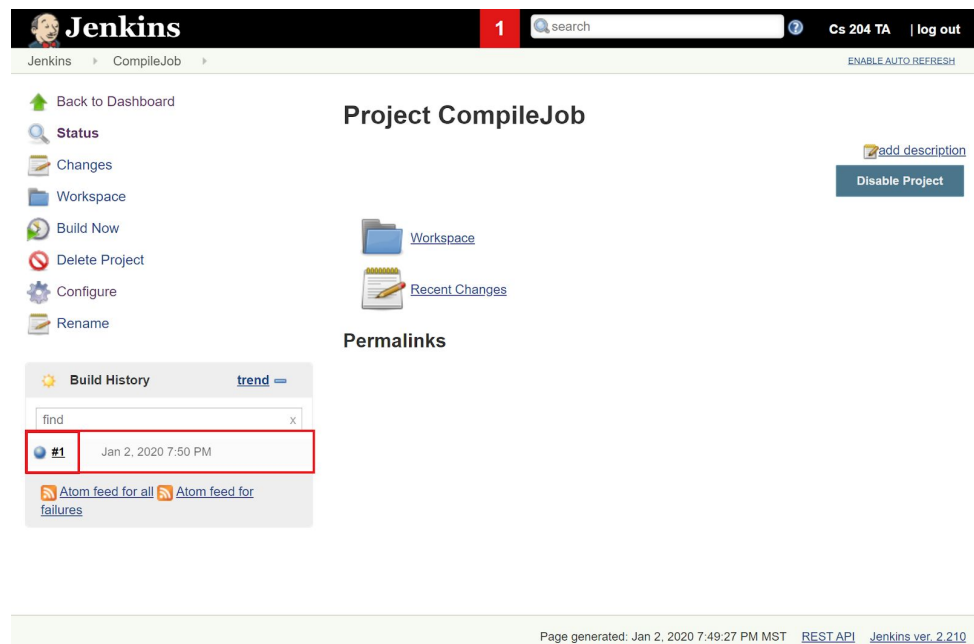 Jenkins 1 search Cs 204 TA | log out
Jenkins CompileJob ENABLE AUTO REFRESH
Back to Dashboard
Status
Changes
Workspace
Build Now
Delete Project
Configure
Rename
Project CompileJob
add description
Disable Project
Workspace
Recent Changes
Permalinks
Build History trend
find x
#1 Jan 2, 2020 7:50 PM
Atom feed for all Atom feed for
failures
Page generated: Jan 2, 2020 7:49:27 PM MST REST API Jenkins ver. 2.210